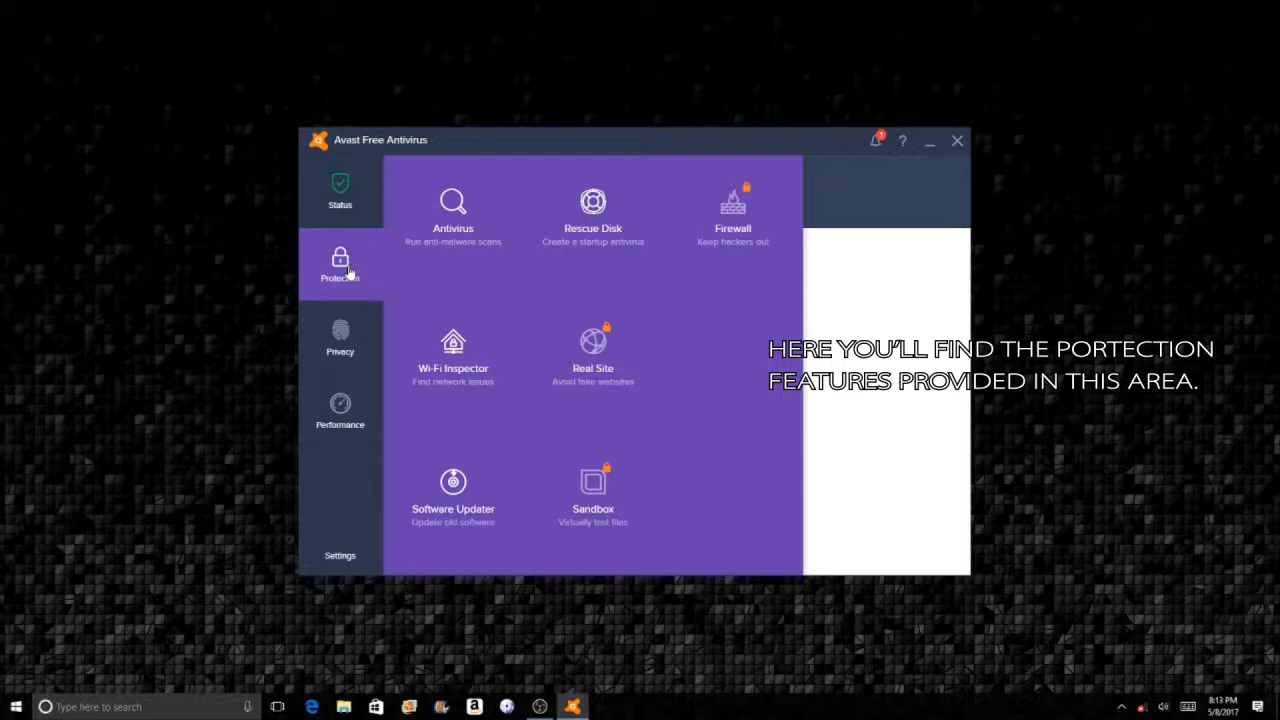 Avast Free Antivirus
1
?
Status
Antivirus
Run anti-malware scans
Rescue Disk
Create a startup antivirus
Firewall
Keep hackers out
Protection
Privacy
Wi-Fi Inspector
Find network issues
Real Site
Avoid fake websites
HERE YOU'LL FIND THE PORTECTION
FEATURES PROVIDED IN THIS AREA.
Performance
Software Updater
Update old software
Sandbox
Virtually test files
Settings
Type here to search
8:13 PM
5/8/2017